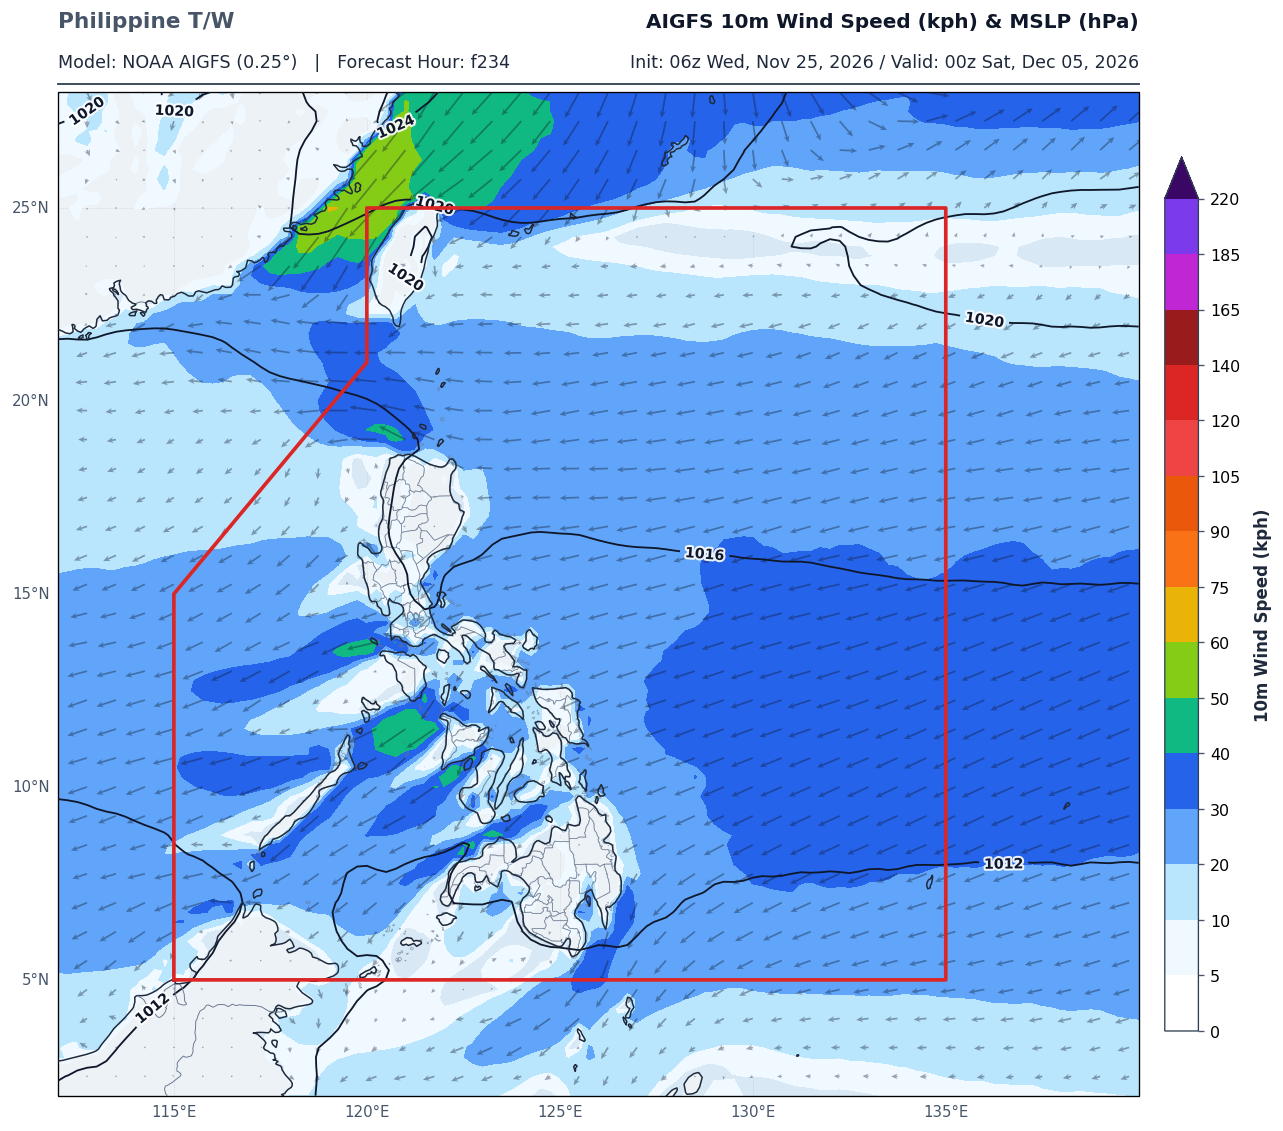 Philippine T/W
AIGFS 10m Wind Speed (kph) & MSLP (hPa)
Model: NOAA AIGFS (0.25°) | Forecast Hour: f234
Init: 06z Wed, Nov 25, 2026 / Valid: 00z Sat, Dec 05, 2026
1020
1020
1024
1020
1020
1020
1016
1012
1012
25°N
20°N
15°N
10°N
5°N
115°E
120°E
125°E
130°E
135°E
220
185
165
140
120
105
90
75
60
50
40
30
20
10
5
0
10m Wind Speed (kph)